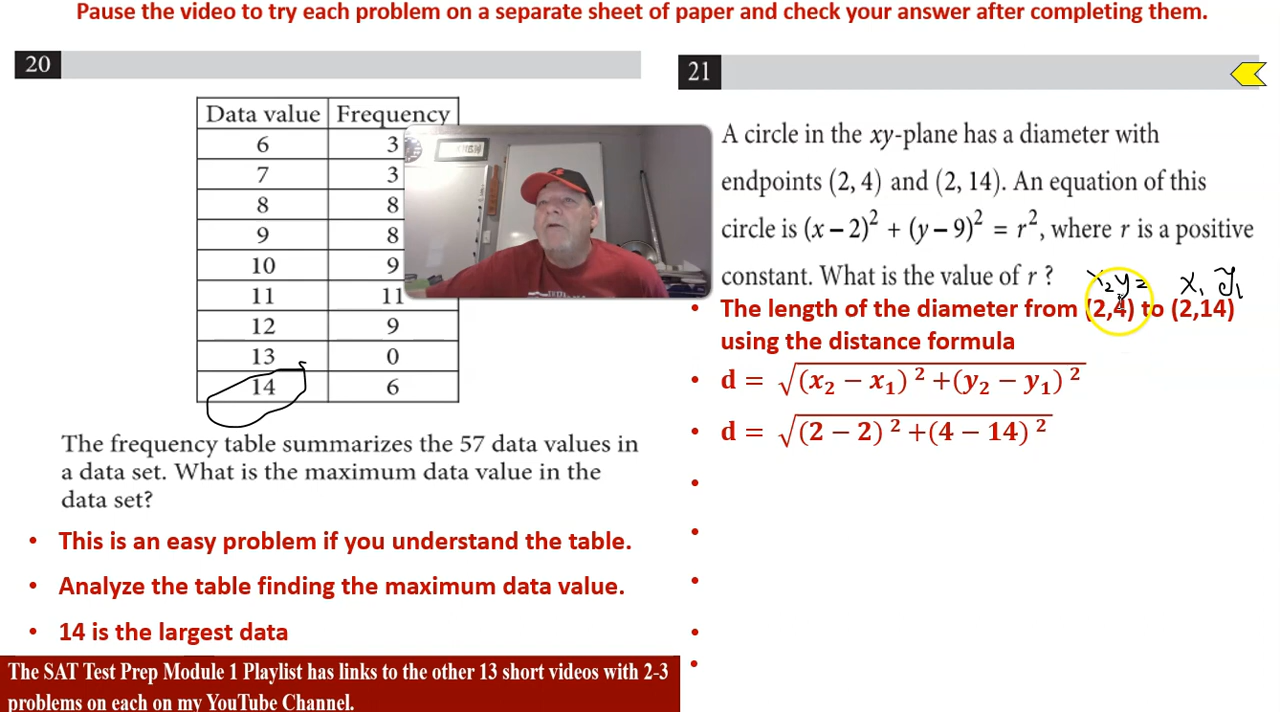 Pause the video to try each problem on a separate sheet of paper and check your answer after completing them.
20
Data value Frequency
6 3
7 3
8 8
9 8
10 9
11 11
12 9
13 0
14 6
The frequency table summarizes the 57 data values in
a data set. What is the maximum data value in the
data set?
• This is an easy problem if you understand the table.
• Analyze the table finding the maximum data value.
• 14 is the largest data
The SAT Test Prep Module 1 Playlist has links to the other 13 short videos with 2-3
problems on each on my YouTube Channel.
21
A circle in the xy-plane has a diameter with
endpoints (2, 4) and (2, 14). An equation of this
circle is (x – 2)² + (y – 9)² = r², where r is a positive
constant. What is the value of r ?
x₂ y₂ x₁ y₁
• The length of the diameter from (2,4) to (2,14)
using the distance formula
• d = √(x₂ − x₁) ² +(y₂ − y₁) ²
• d = √(2 − 2) ² +(4 − 14) ²